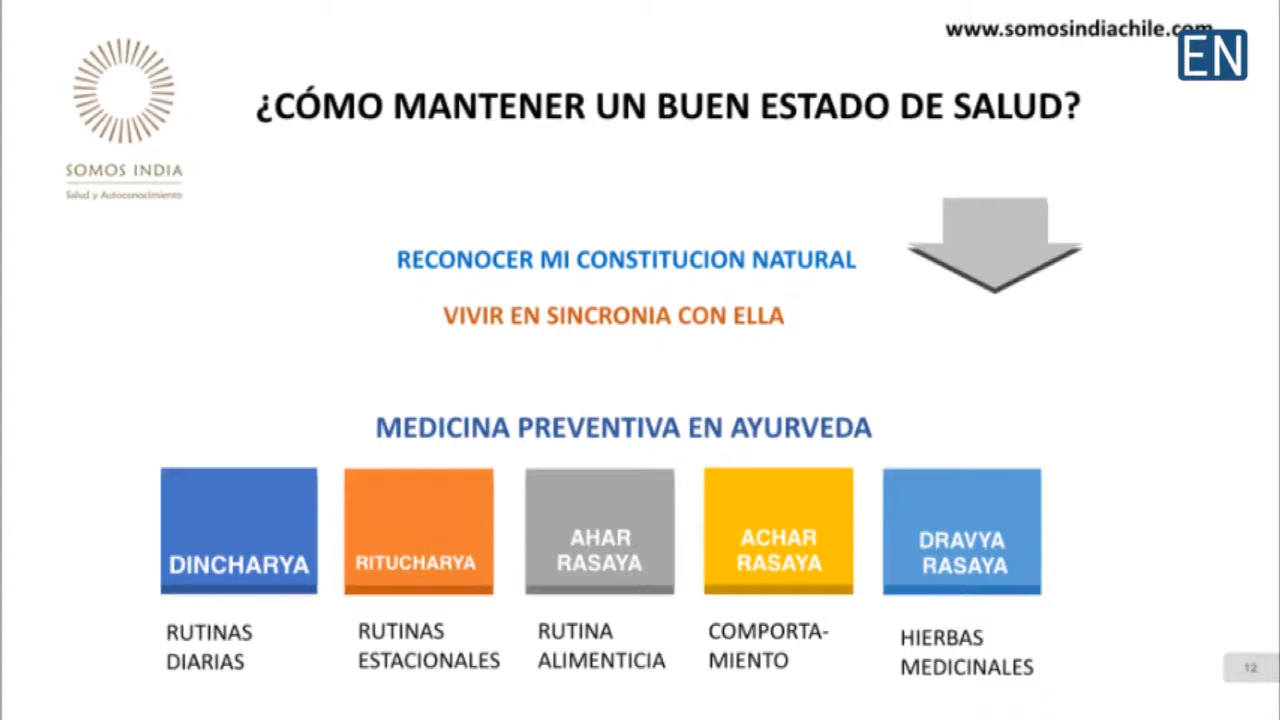 www.somosindiachile.com
EN
¿CÓMO MANTENER UN BUEN ESTADO DE SALUD?
SOMOS INDIA
Salud y Autoconocimiento
RECONOCER MI CONSTITUCION NATURAL
VIVIR EN SINCRONIA CON ELLA
MEDICINA PREVENTIVA EN AYURVEDA
DINCHARYA
RITUCHARYA
AHAR
RASAYA
ACHAR
RASAYA
DRAVYA
RASAYA
RUTINAS
DIARIAS
RUTINAS
ESTACIONALES
RUTINA
ALIMENTICIA
COMPORTA-
MIENTO
HIERBAS
MEDICINALES
12